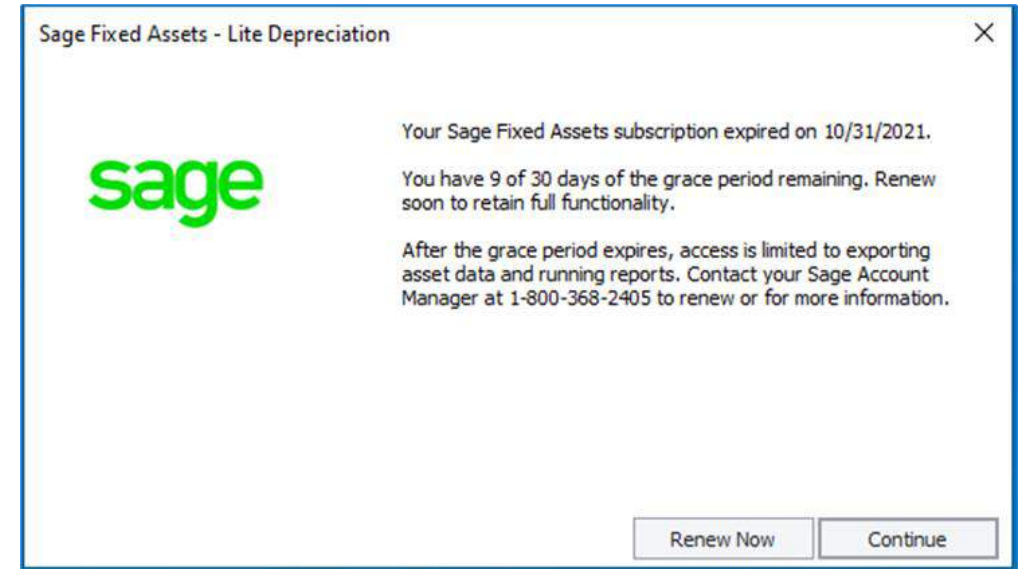 Sage Fixed Assets - Lite Depreciation
sage
Your Sage Fixed Assets subscription expired on 10/31/2021.
You have 9 of 30 days of the grace period remaining. Renew
soon to retain full functionality.
After the grace period expires, access is limited to exporting
asset data and running reports. Contact your Sage Account
Manager at 1-800-368-2405 to renew or for more information.
Renew Now
Continue